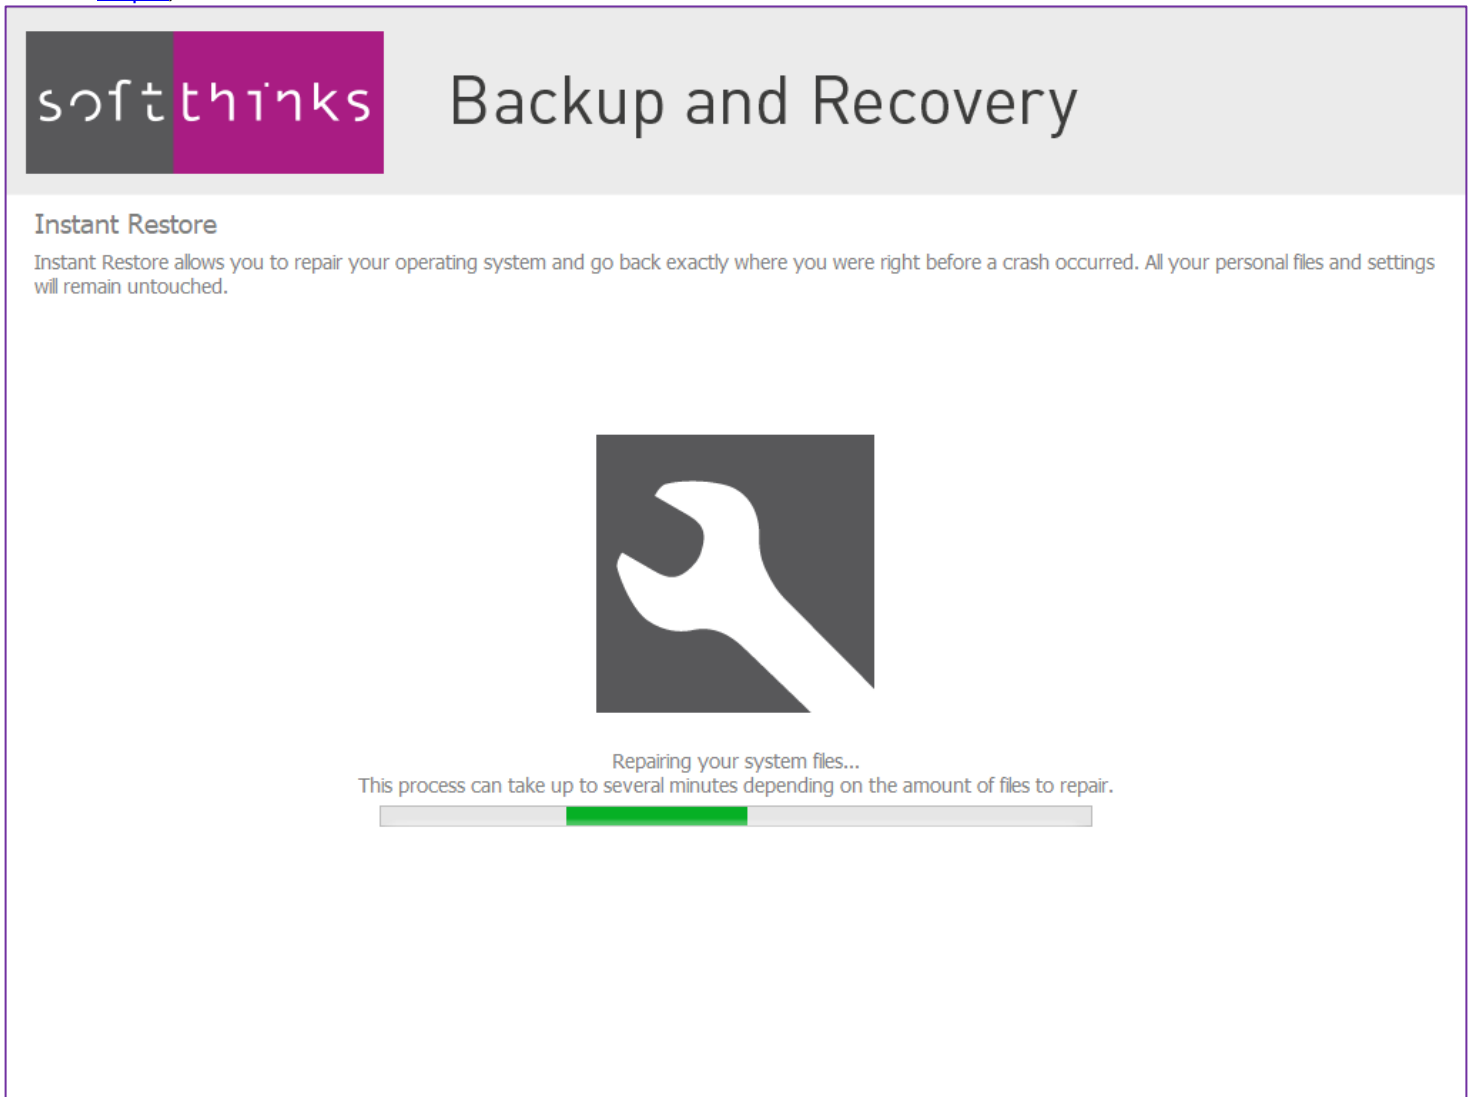 softthinks
Backup and Recovery
Instant Restore
Instant Restore allows you to repair your operating system and go back exactly where you were right before a crash occurred. All your personal files and settings
will remain untouched.
Repairing your system files...
This process can take up to several minutes depending on the amount of files to repair.